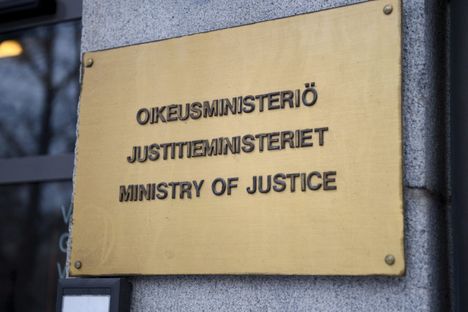 OIKEUSMINISTERIÖ
JUSTITIEMINISTERIET
MINISTRY OF JUSTICE